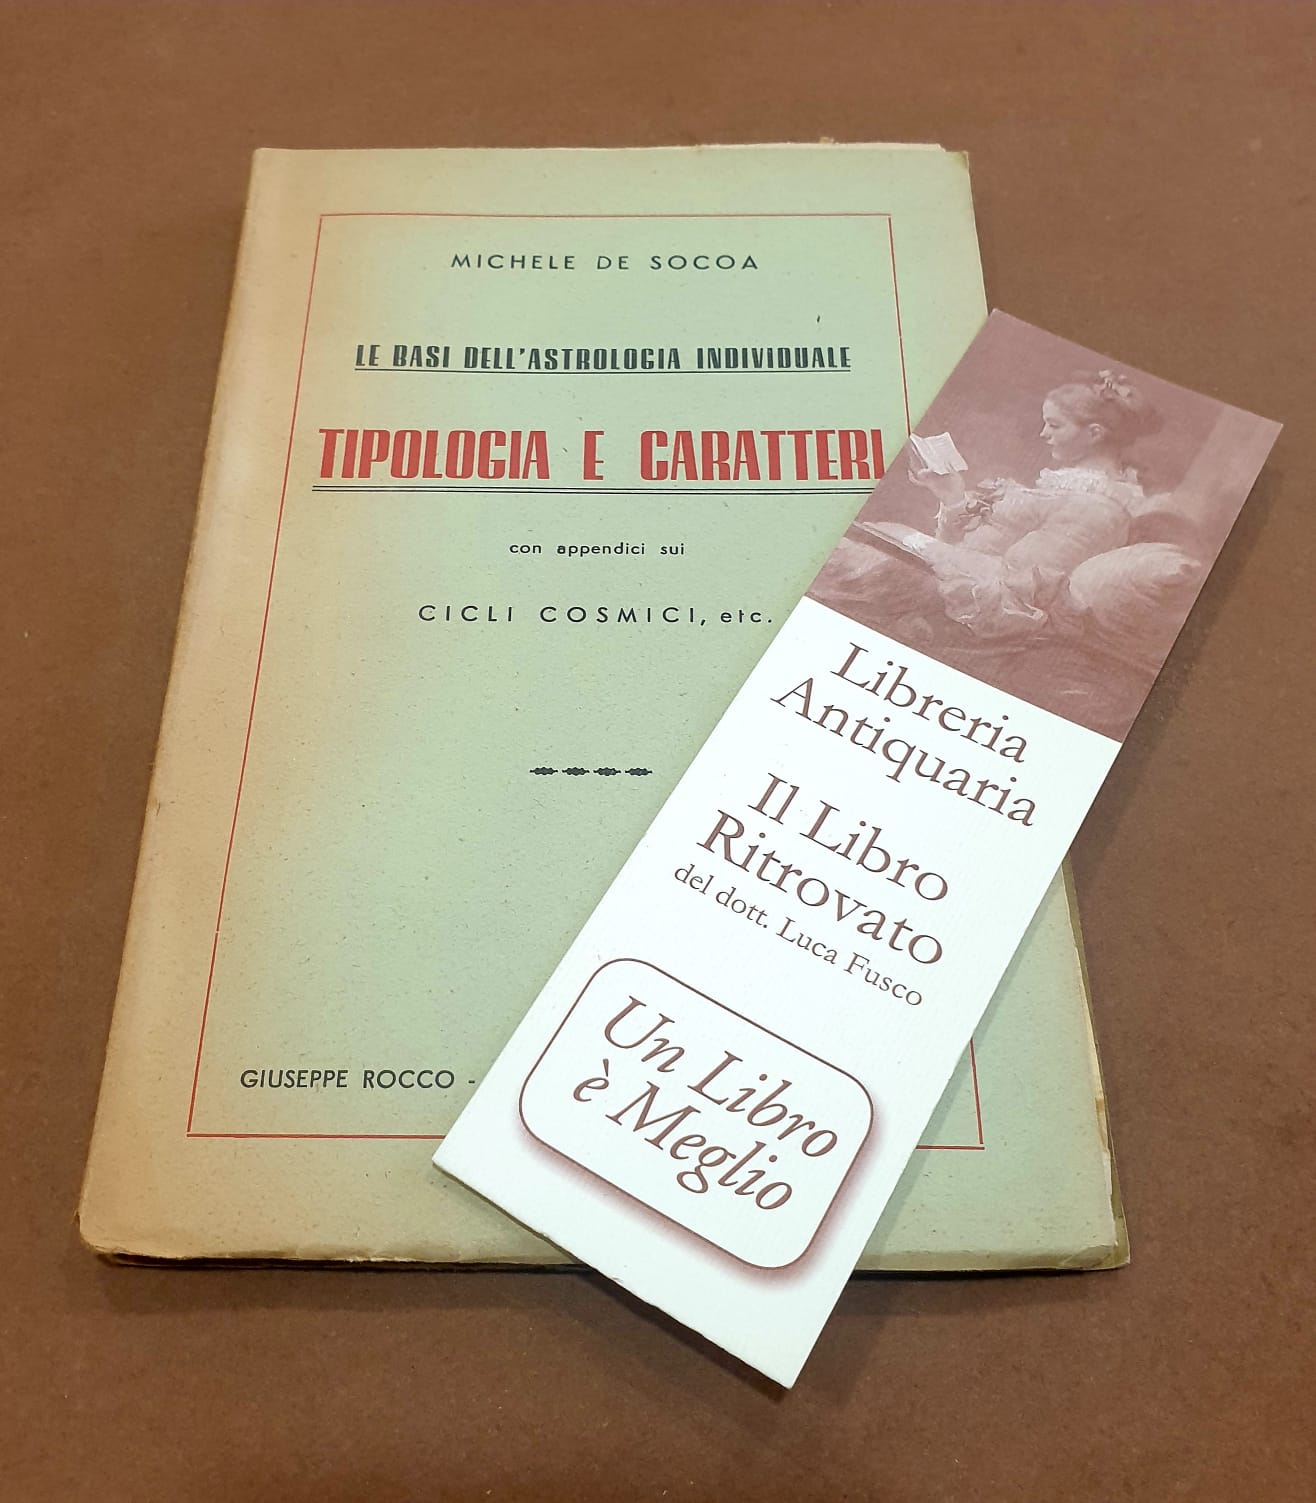 MICHELE DE SOCOA
LE BASI DELL'ASTROLOGIA INDIVIDUALE
TIPOLOGIA E CARATTERI
con appendici sui
CICLI COSMICI, etc.
GIUSEPPE ROCCO -
Libreria
Antiquaria
Il Libro
Ritrovato
del dott. Luca Fusco
Un Libro
è Meglio